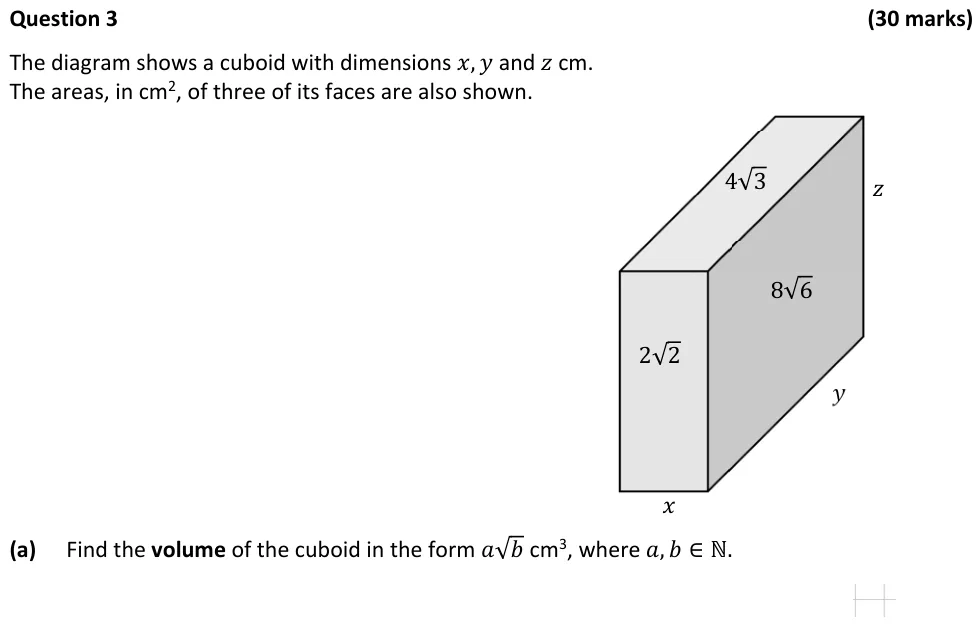 Question 3 (30 marks)
The diagram shows a cuboid with dimensions x, y and z cm.
The areas, in cm², of three of its faces are also shown.
4√3
z
8√6
2√2
y
x
(a) Find the volume of the cuboid in the form a√b cm³, where a, b ∈ ℕ.